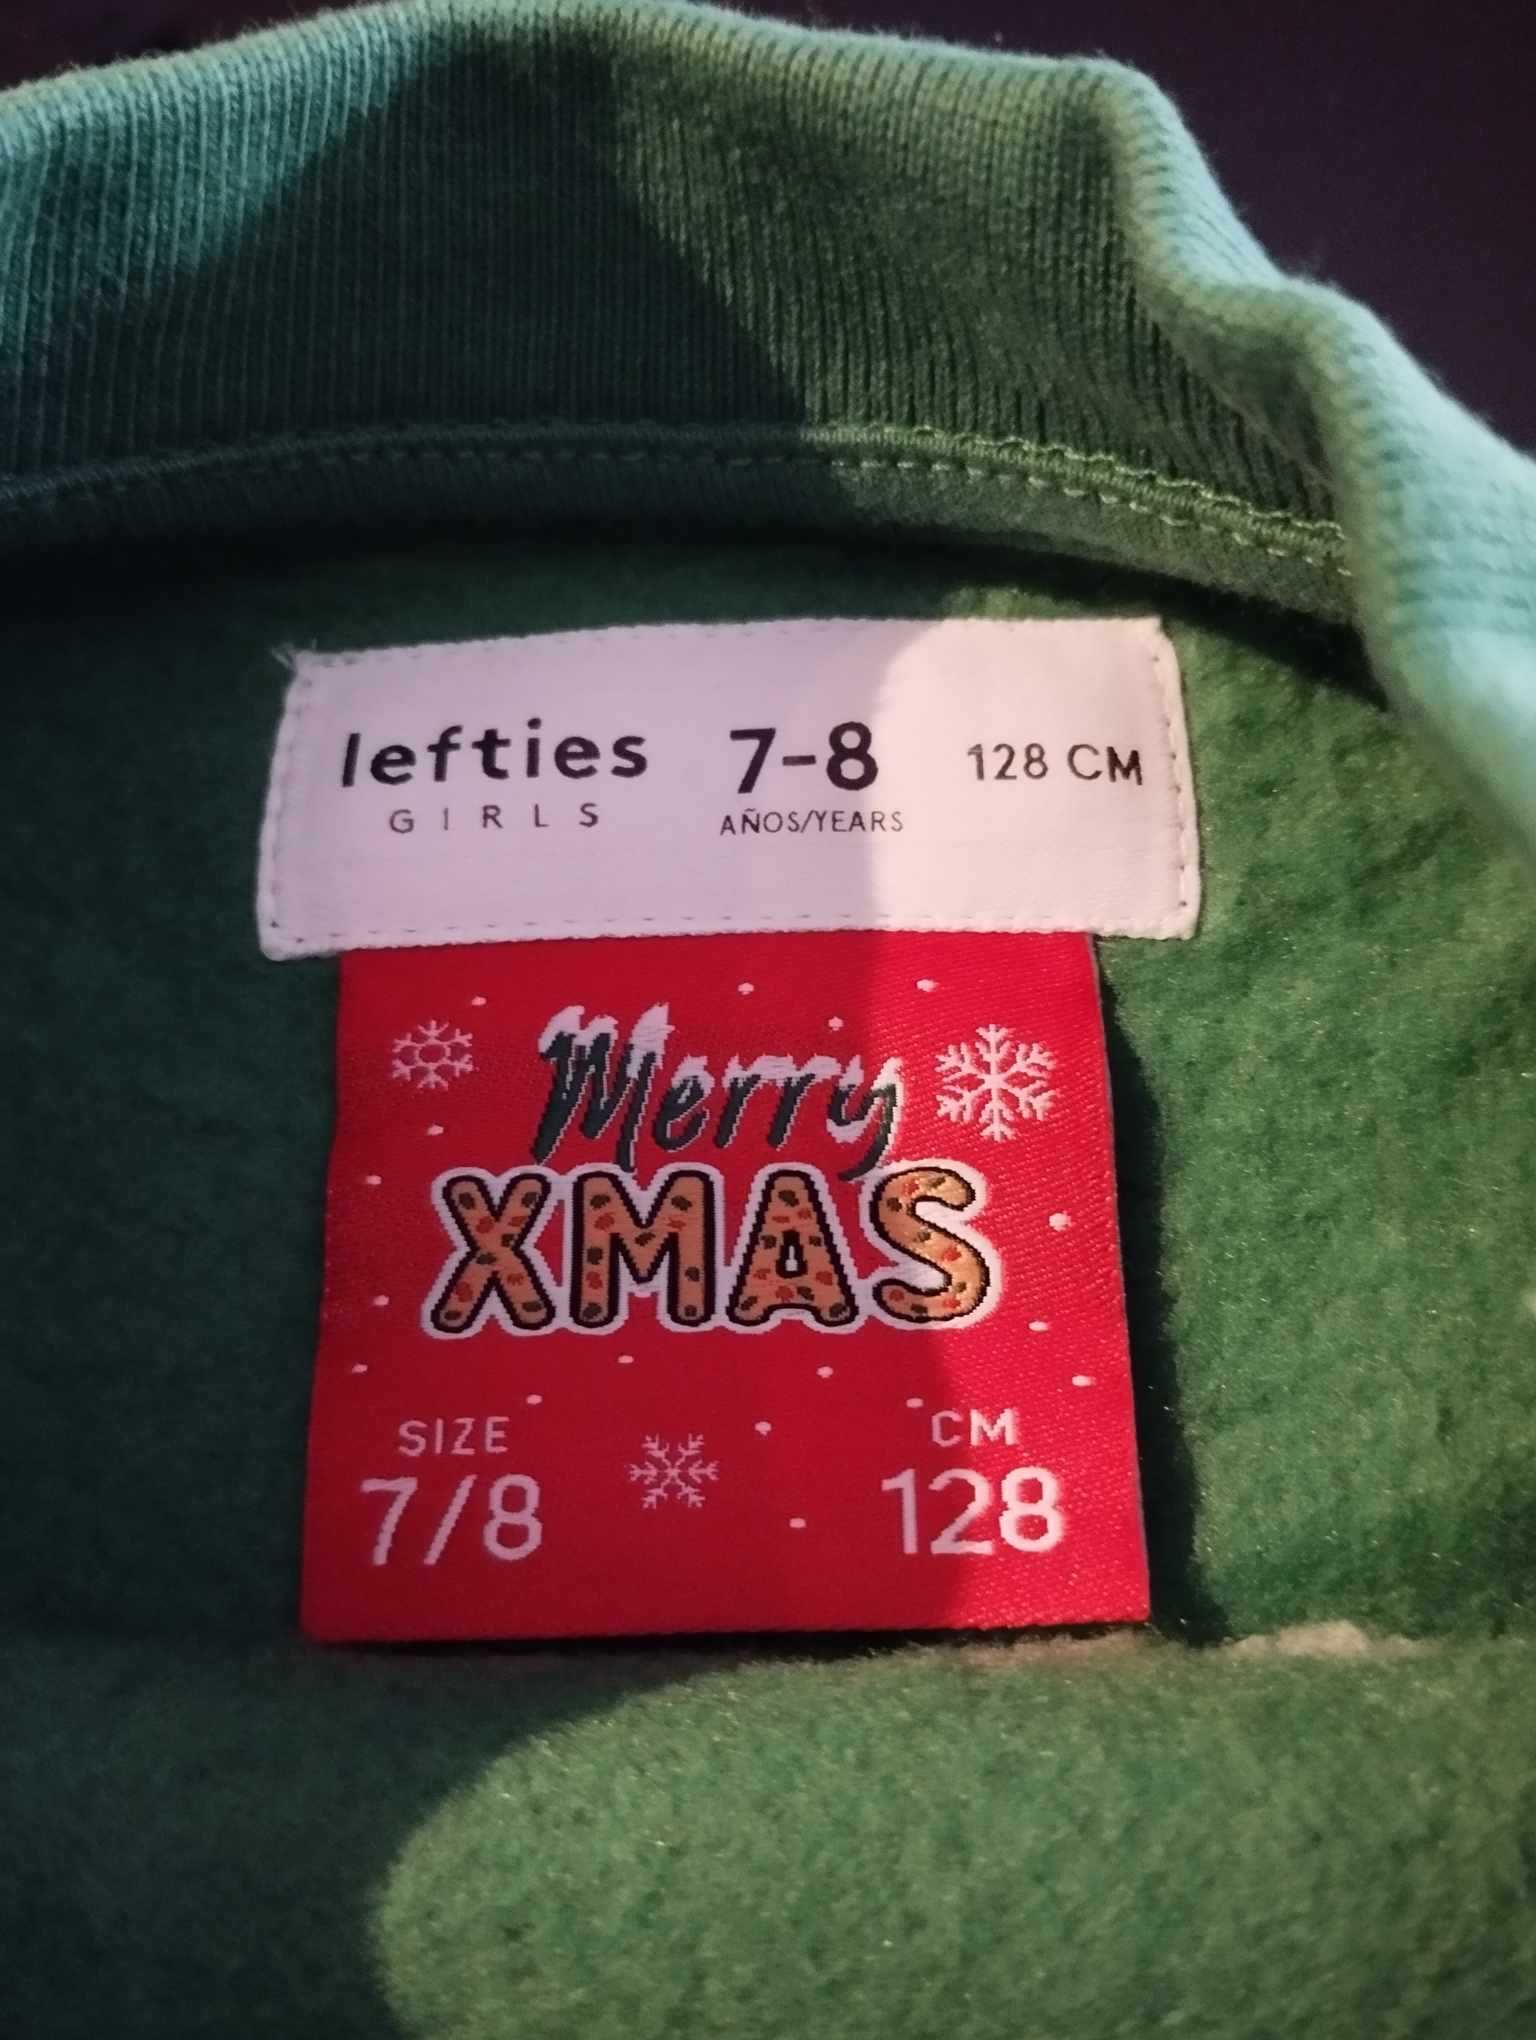 lefties 7-8 128 CM
GIRLS AÑOS/YEARS
Merry
XMAS
SIZE CM
7/8 128